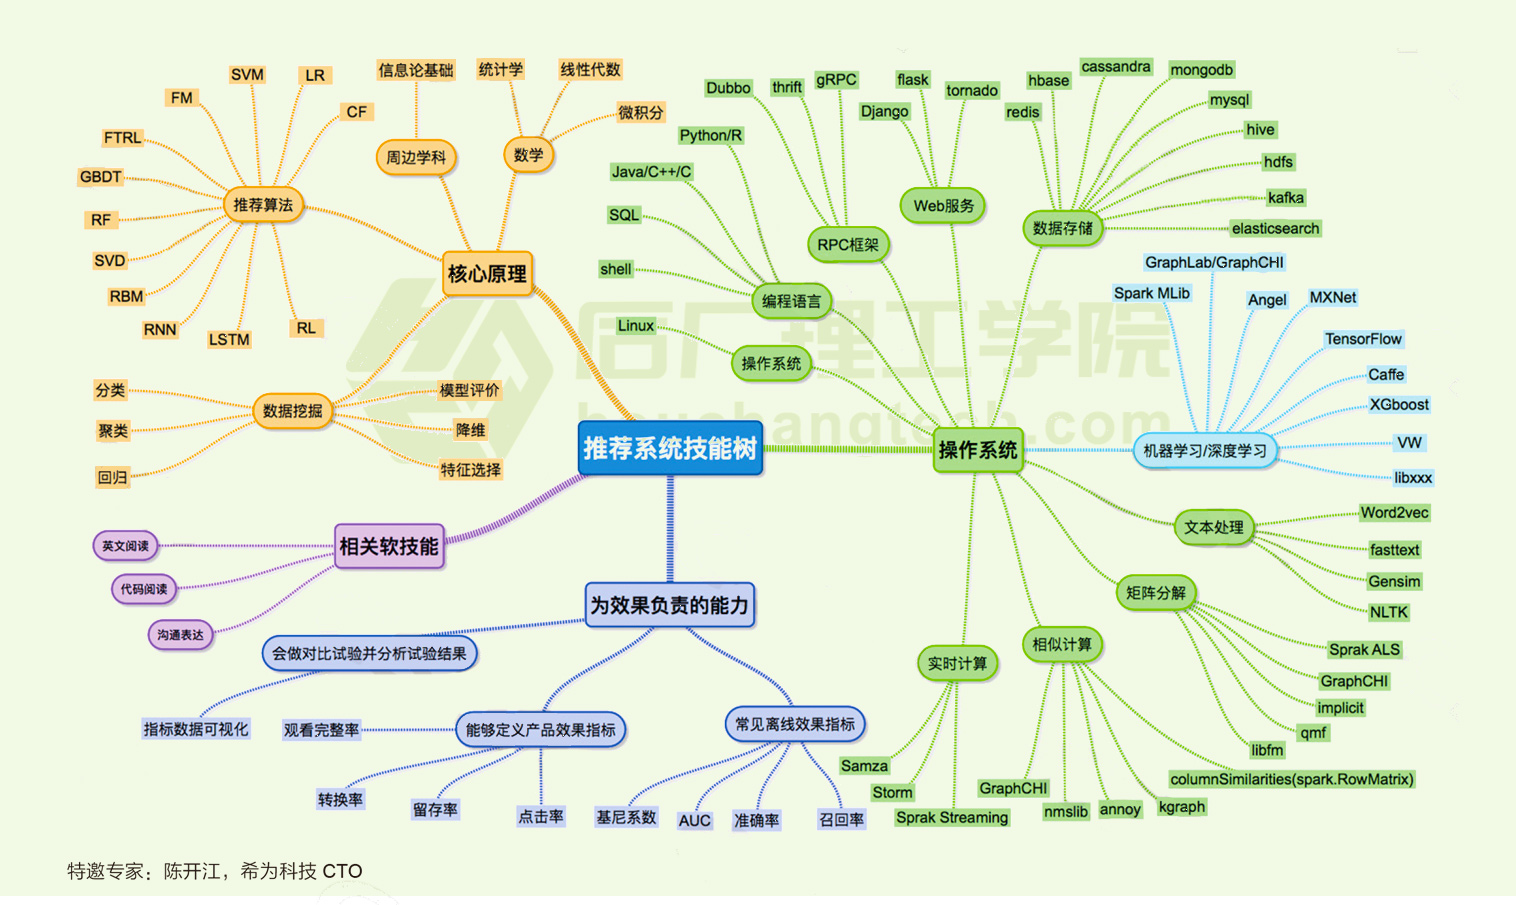 推荐系统技能树
核心原理
周边学科
信息论基础
数学
统计学
线性代数
微积分
推荐算法
CF
LR
SVM
FM
FTRL
GBDT
RF
SVD
RBM
RNN
LSTM
RL
数据挖掘
分类
聚类
回归
模型评价
降维
特征选择
相关软技能
英文阅读
代码阅读
沟通表达
为效果负责的能力
会做对比试验并分析试验结果
指标数据可视化
能够定义产品效果指标
观看完整率
转换率
留存率
点击率
常见离线效果指标
基尼系数
AUC
准确率
召回率
操作系统
操作系统
Linux
编程语言
Python/R
Java/C++/C
SQL
shell
RPC框架
Dubbo
thrift
gRPC
Web服务
Django
flask
tornado
数据存储
redis
hbase
cassandra
mongodb
mysql
hive
hdfs
kafka
elasticsearch
机器学习/深度学习
Spark MLib
GraphLab/GraphCHI
Angel
MXNet
TensorFlow
Caffe
XGboost
VW
libxxx
文本处理
Word2vec
fasttext
Gensim
NLTK
矩阵分解
Sprak ALS
GraphCHI
implicit
qmf
libfm
相似计算
GraphCHI
nmslib
annoy
kgraph
columnSimilarities(spark.RowMatrix)
实时计算
Samza
Storm
Sprak Streaming
理工学院
hangtech.com
特邀专家：陈开江，希为科技 CTO